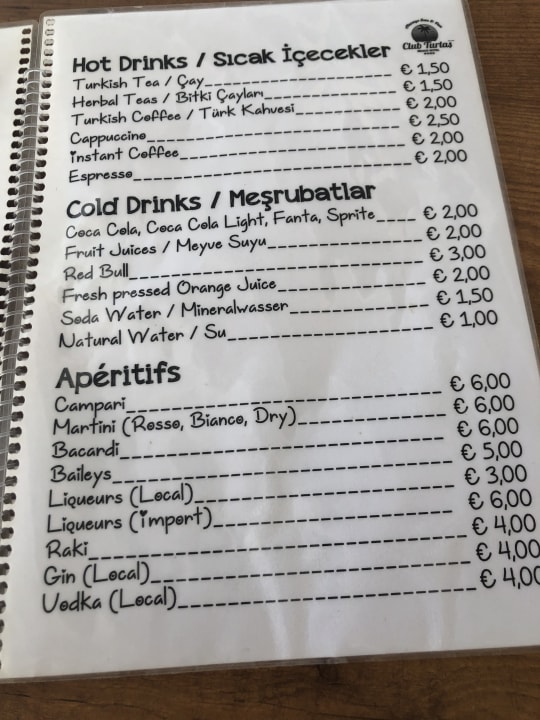 Club Turtaş
Hot Drinks / Sıcak İçecekler
Turkish Tea / Çay € 1,50
Herbal Teas / Bitki Çayları € 1,50
Turkish Coffee / Türk Kahvesi € 2,00
Cappuccino € 2,50
instant Coffee € 2,00
Espresso € 2,00
Cold Drinks / Meşrubatlar
Coca Cola, Coca Cola Light, Fanta, Sprite € 2,00
Fruit Juices / Meyve Suyu € 2,00
Red Bull € 3,00
Fresh pressed Orange Juice € 2,00
Soda Water / Mineralwasser € 1,50
Natural Water / Su € 1,00
Apéritifs
Campari € 6,00
Martini (Rosso, Bianco, Dry) € 6,00
Bacardi € 6,00
Baileys € 5,00
Liqueurs (Local) € 3,00
Liqueurs (import) € 6,00
Raki € 4,00
Gin (Local) € 4,00
Vodka (Local) € 4,00